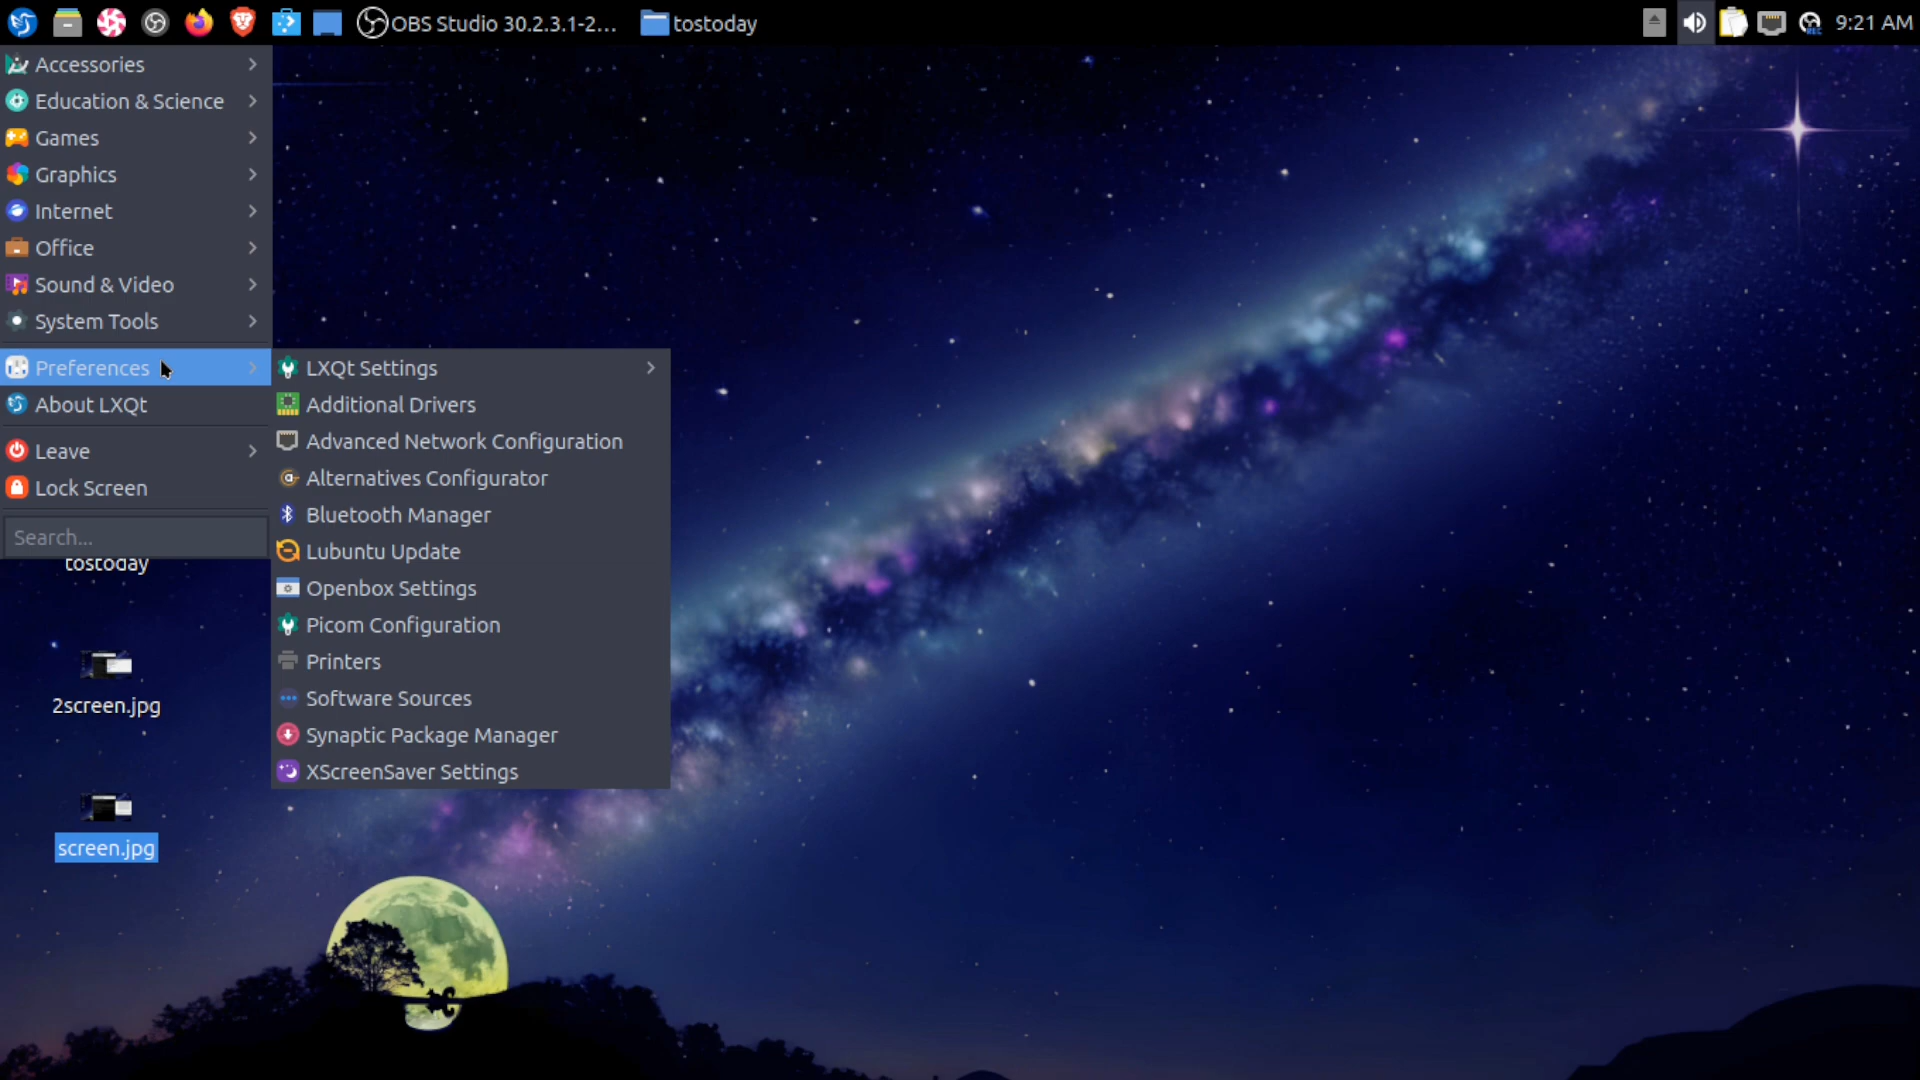 OBS Studio 30.2.3.1-2...
tostoday
REC
9:21 AM
Accessories
Education & Science
Games
Graphics
Internet
Office
Sound & Video
System Tools
Preferences
About LXQt
Leave
Lock Screen
Search...
LXQt Settings
Additional Drivers
Advanced Network Configuration
Alternatives Configurator
Bluetooth Manager
Lubuntu Update
Openbox Settings
Picom Configuration
Printers
Software Sources
Synaptic Package Manager
XScreenSaver Settings
tostoday
2screen.jpg
screen.jpg